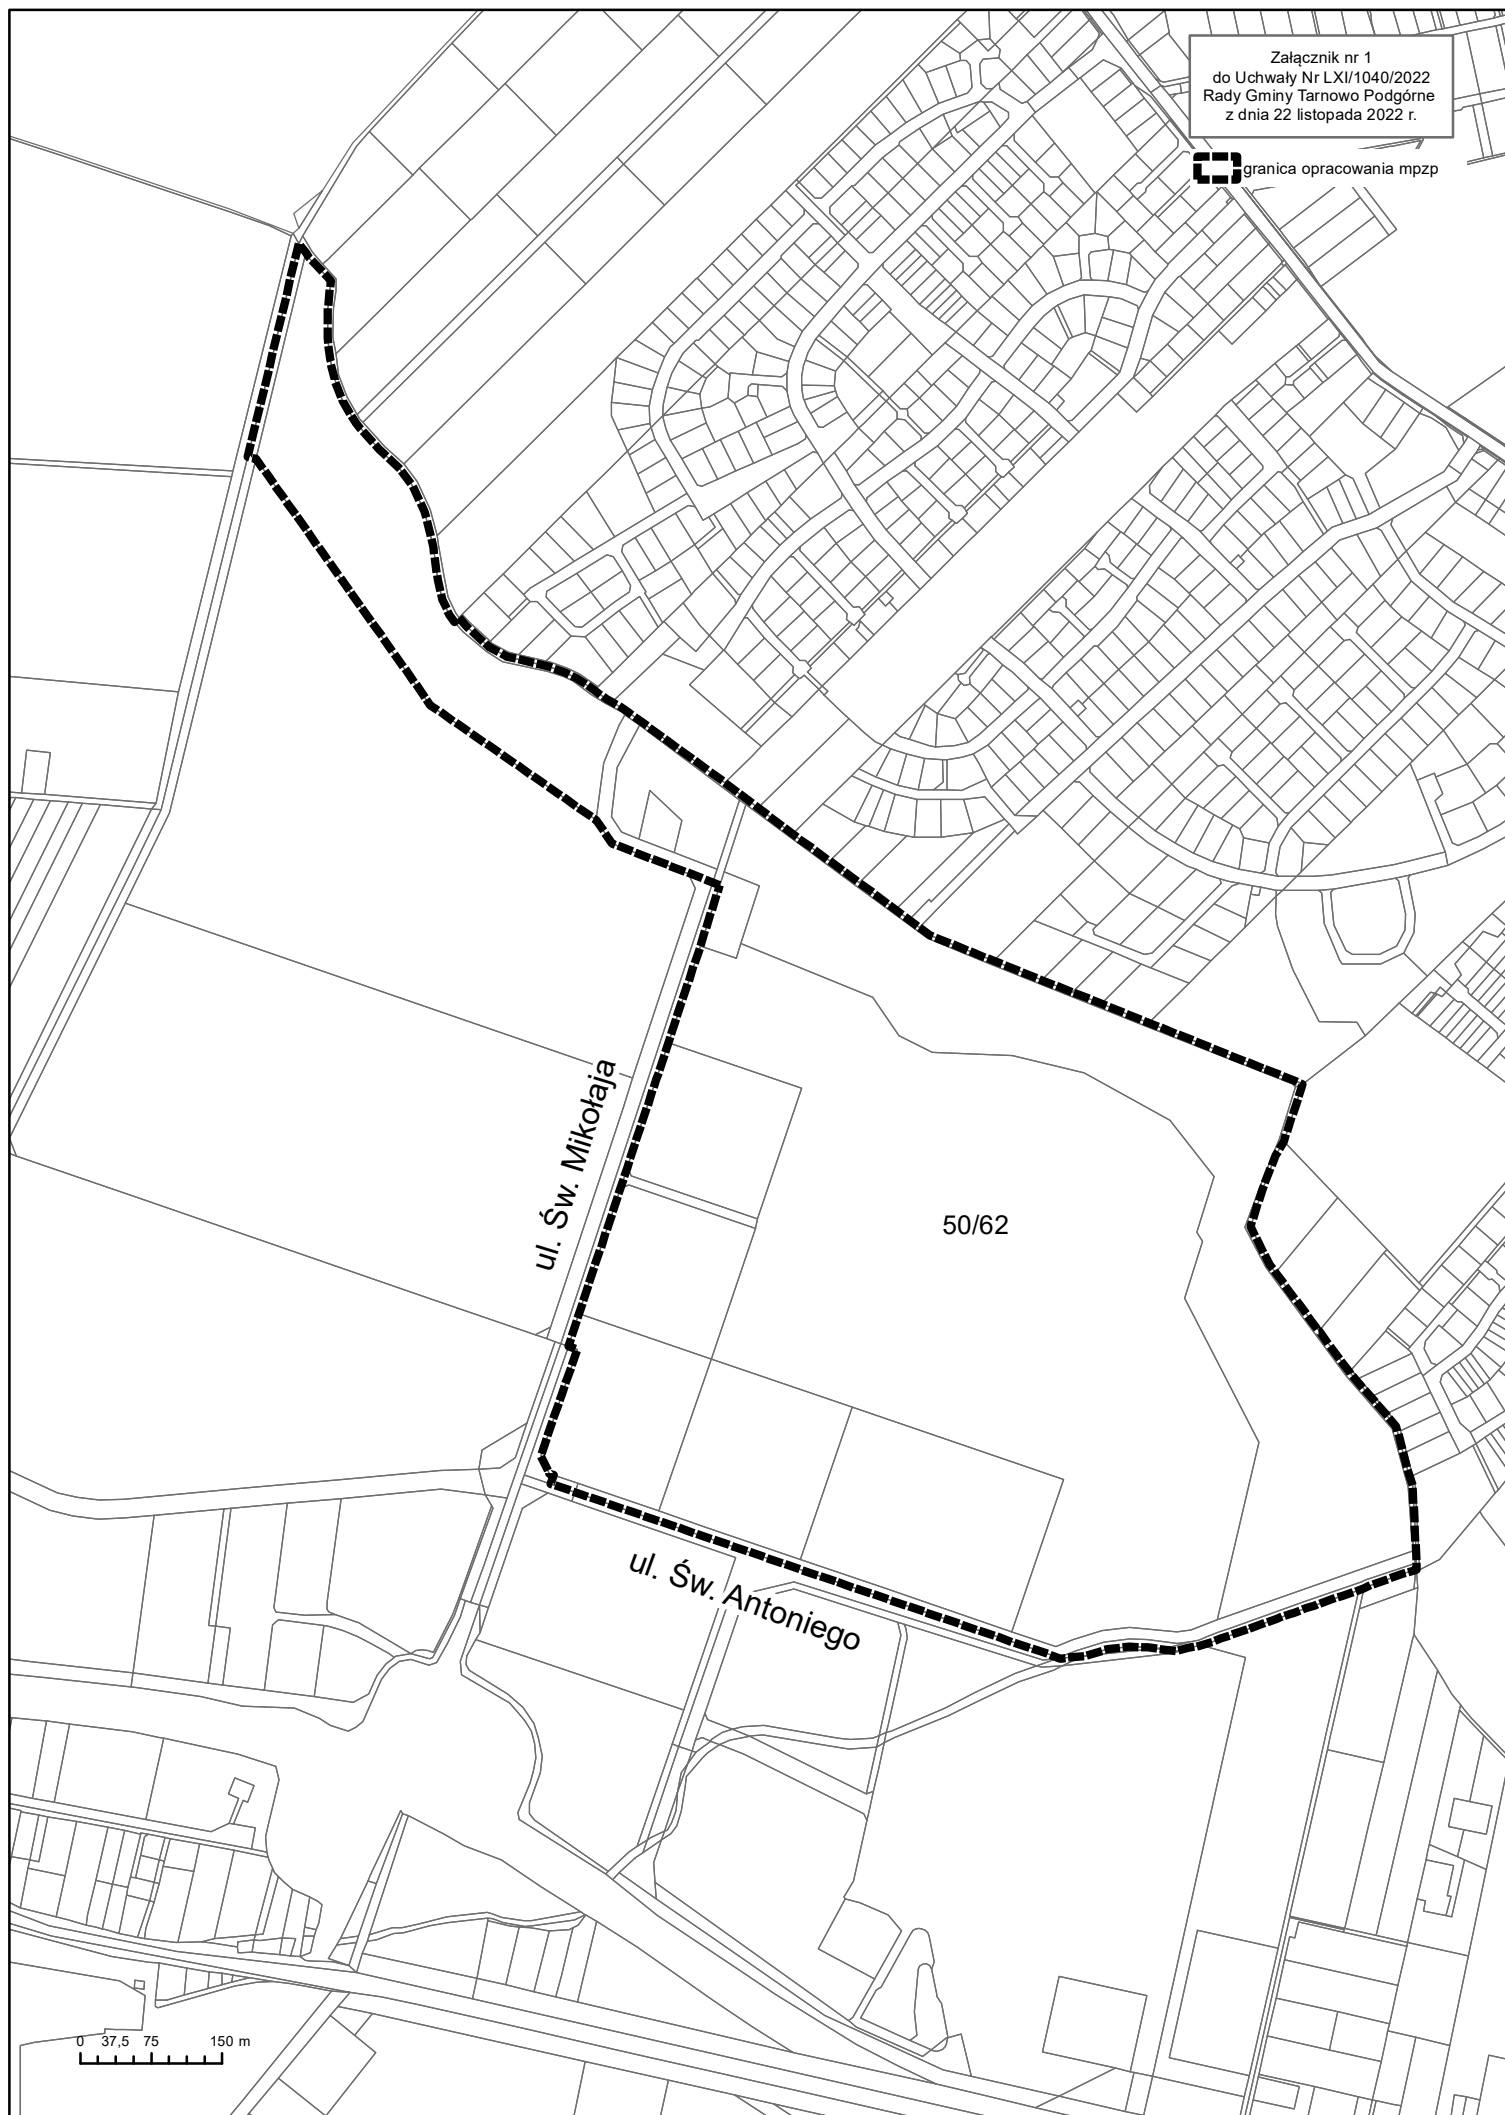 Załącznik nr 1
do Uchwały Nr LXI/1040/2022
Rady Gminy Tarnowo Podgórne
z dnia 22 listopada 2022 r.
granica opracowania mpzp
ul. Św. Mikołaja
50/62
ul. Św. Antoniego
0 37,5 75 150 m